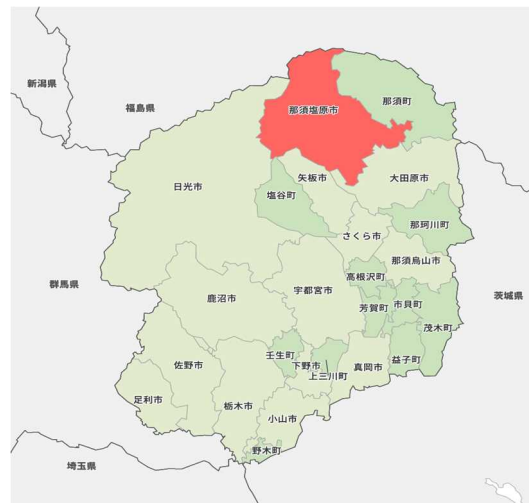 新潟県
福島県
那須塩原市
那須町
日光市
矢板市
大田原市
塩谷町
那珂川町
さくら市
那須烏山市
群馬県
高根沢町
宇都宮市
茨城県
鹿沼市
芳賀町
市貝町
茂木町
壬生町
下野市
益子町
佐野市
上三川町
真岡市
足利市
栃木市
小山市
野木町
埼玉県